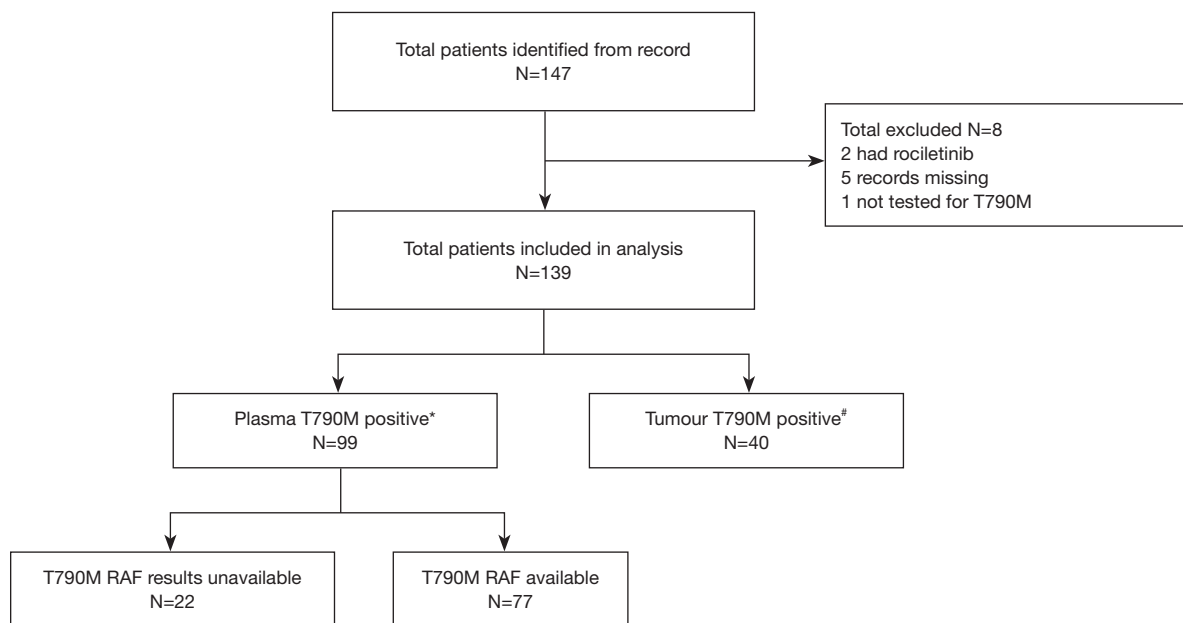 Total patients identified from record
N=147
Total excluded N=8
2 had rociletinib
5 records missing
1 not tested for T790M
Total patients included in analysis
N=139
Plasma T790M positive*
N=99
Tumour T790M positive#
N=40
T790M RAF results unavailable
N=22
T790M RAF available
N=77